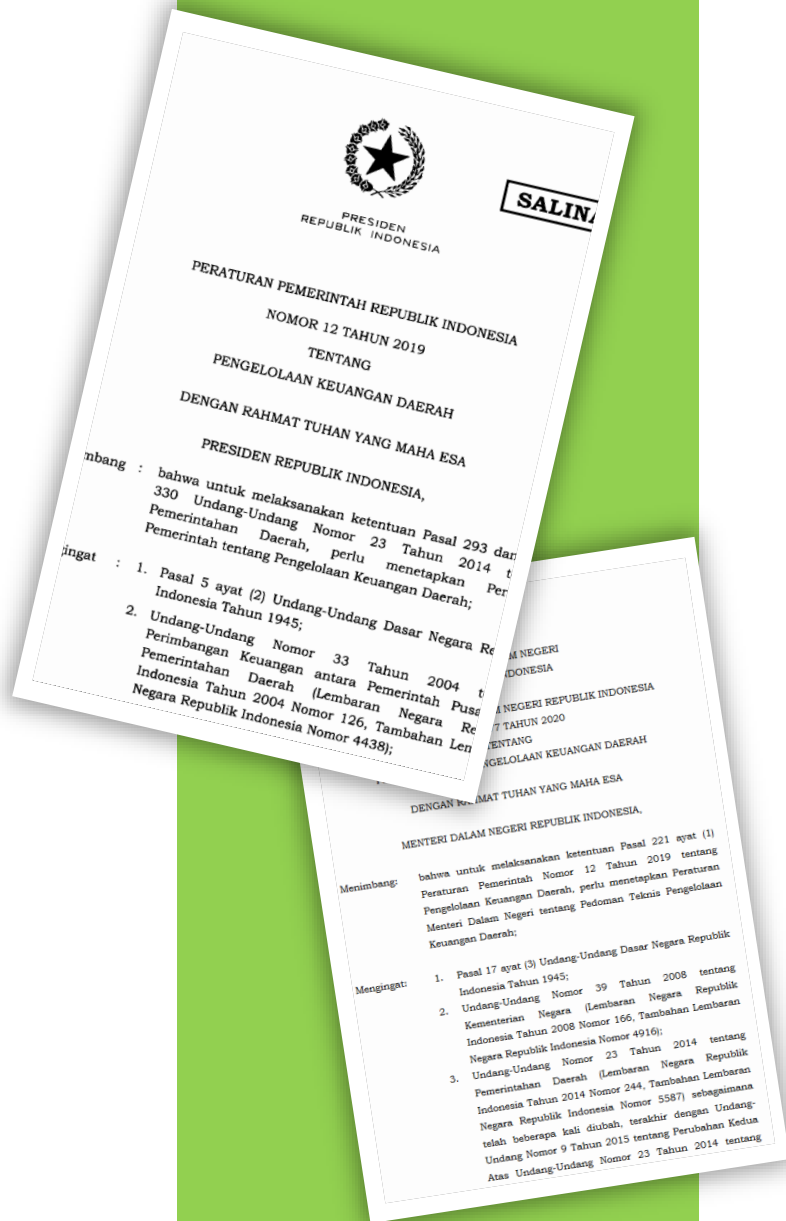 PRESIDEN
REPUBLIK INDONESIA
SALINA
PERATURAN PEMERINTAH REPUBLIK INDONESIA
NOMOR 12 TAHUN 2019
TENTANG
PENGELOLAAN KEUANGAN DAERAH
DENGAN RAHMAT TUHAN YANG MAHA ESA
PRESIDEN REPUBLIK INDONESIA,
mbang : bahwa untuk melaksanakan ketentuan Pasal 293 dan
330 Undang-Undang Nomor 23 Tahun 2014 t
Pemerintahan Daerah, perlu menetapkan Per
Pemerintah tentang Pengelolaan Keuangan Daerah;
ingat : 1. Pasal 5 ayat (2) Undang-Undang Dasar Negara Re
Indonesia Tahun 1945;
2. Undang-Undang Nomor 33 Tahun 2004 t
Perimbangan Keuangan antara Pemerintah Pusa
Pemerintahan Daerah (Lembaran Negara Re
Indonesia Tahun 2004 Nomor 126, Tambahan Lem
Negara Republik Indonesia Nomor 4438);
M NEGERI
NDONESIA
M NEGERI REPUBLIK INDONESIA
7 TAHUN 2020
TENTANG
NGELOLAAN KEUANGAN DAERAH
DENGAN RAHMAT TUHAN YANG MAHA ESA
MENTERI DALAM NEGERI REPUBLIK INDONESIA,
Menimbang: bahwa untuk melaksanakan ketentuan Pasal 221 ayat (1)
Peraturan Pemerintah Nomor 12 Tahun 2019 tentang
Pengelolaan Keuangan Daerah, perlu menetapkan Peraturan
Menteri Dalam Negeri tentang Pedoman Teknis Pengelolaan
Keuangan Daerah;
Mengingat: 1. Pasal 17 ayat (3) Undang-Undang Dasar Negara Republik
Indonesia Tahun 1945;
2. Undang-Undang Nomor 39 Tahun 2008 tentang
Kementerian Negara (Lembaran Negara Republik
Indonesia Tahun 2008 Nomor 166, Tambahan Lembaran
Negara Republik Indonesia Nomor 4916);
3. Undang-Undang Nomor 23 Tahun 2014 tentang
Pemerintahan Daerah (Lembaran Negara Republik
Indonesia Tahun 2014 Nomor 244, Tambahan Lembaran
Negara Republik Indonesia Nomor 5587) sebagaimana
telah beberapa kali diubah, terakhir dengan Undang-
Undang Nomor 9 Tahun 2015 tentang Perubahan Kedua
Atas Undang-Undang Nomor 23 Tahun 2014 tentang